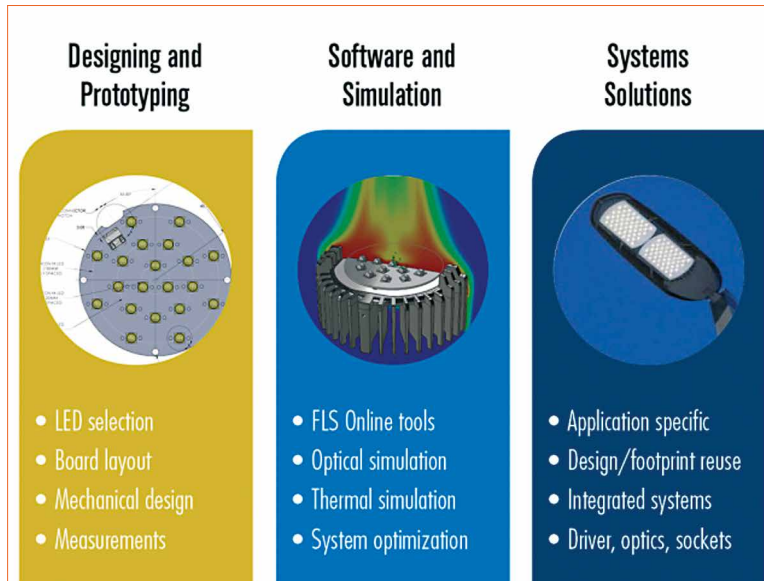 Designing and
Prototyping
LED selection
Board layout
Mechanical design
Measurements
Software and
Simulation
FLS Online tools
Optical simulation
Thermal simulation
System optimization
Systems
Solutions
Application specific
Design/footprint reuse
Integrated systems
Driver, optics, sockets